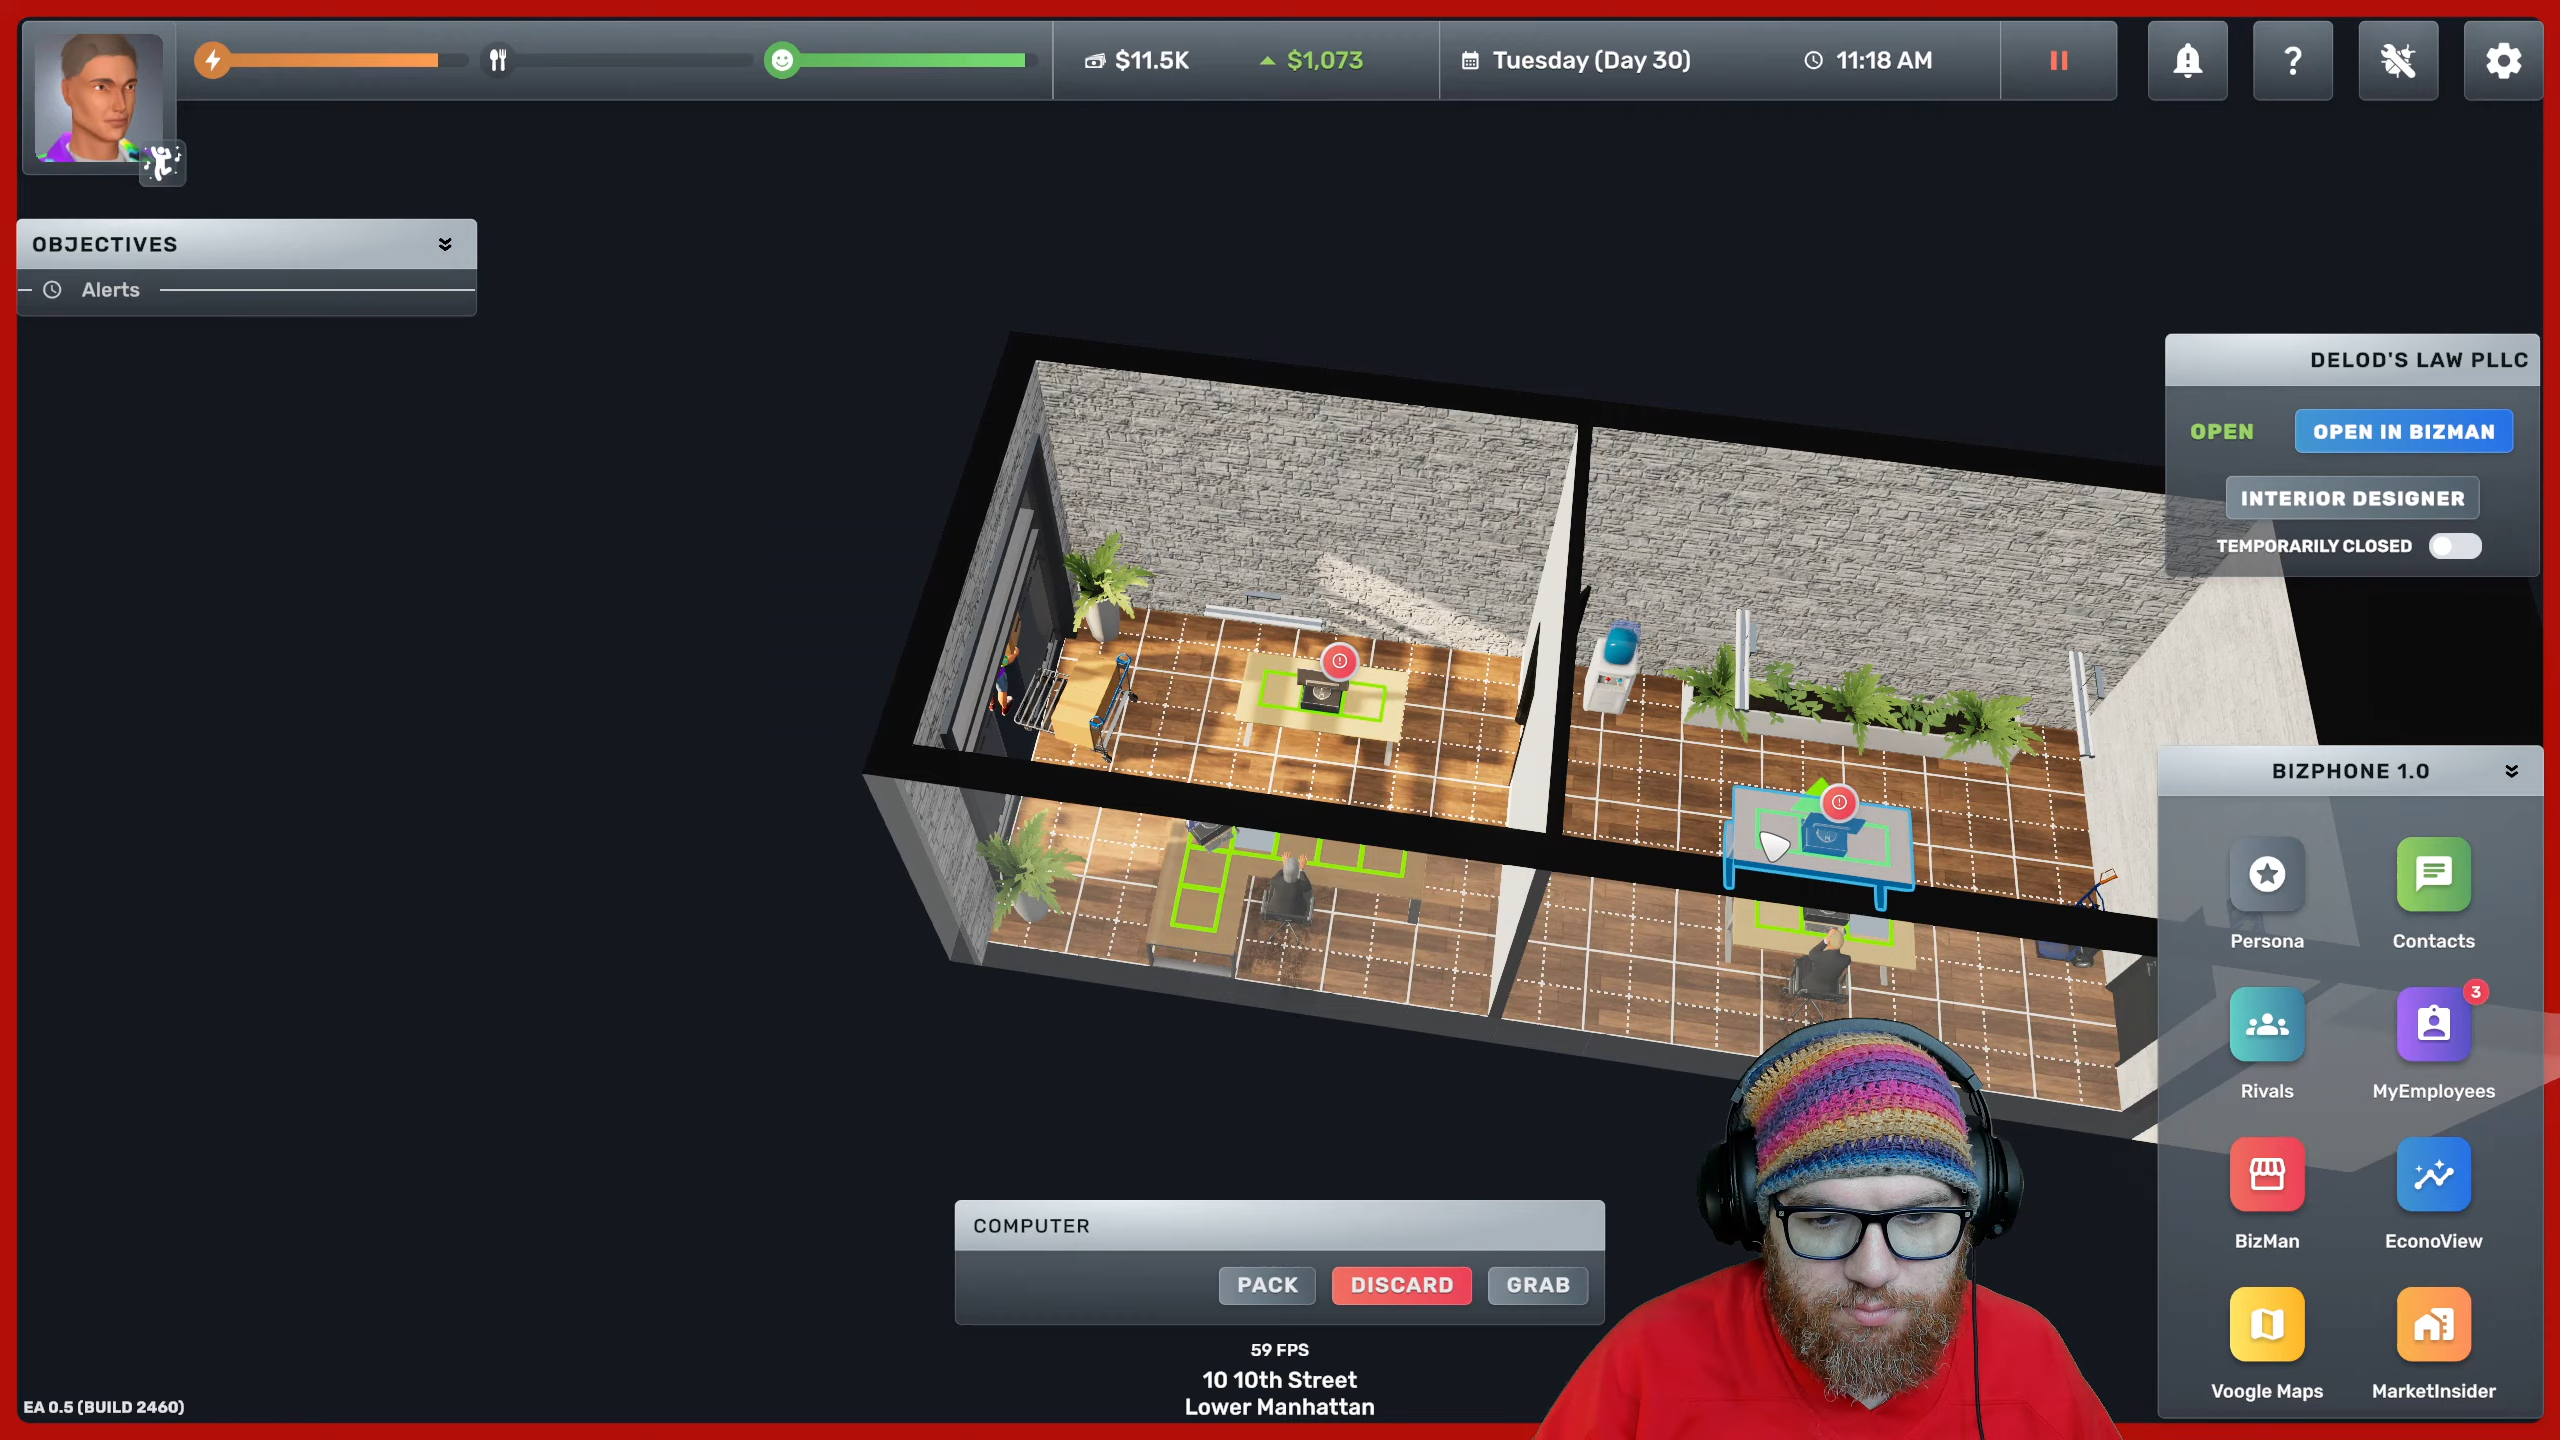 $11.5K
$1,073
Tuesday (Day 30)
11:18 AM
?
OBJECTIVES
Alerts
DELOD'S LAW PLLC
OPEN
OPEN IN BIZMAN
INTERIOR DESIGNER
TEMPORARILY CLOSED
BIZPHONE 1.0
Persona
Contacts
3
Rivals
MyEmployees
BizMan
EconoView
Voogle Maps
MarketInsider
COMPUTER
PACK
DISCARD
GRAB
59 FPS
10 10th Street
Lower Manhattan
EA 0.5 (BUILD 2460)